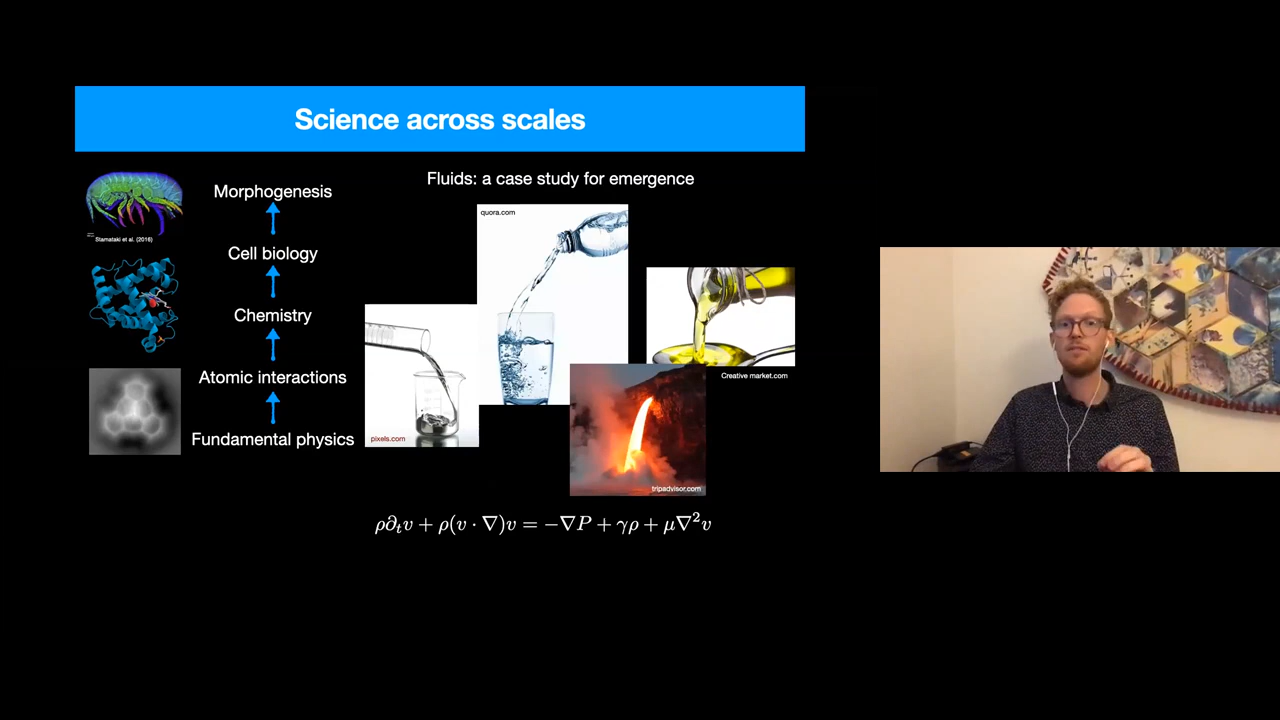 Science across scales
Morphogenesis
Cell biology
Chemistry
Atomic interactions
Fundamental physics
Stamataki et al. (2016)
Fluids: a case study for emergence
quora.com
pixels.com
Creative market.com
tripadvisor.com
ρ∂ₜv + ρ(v · ∇)v = −∇P + γρ + μ∇²v